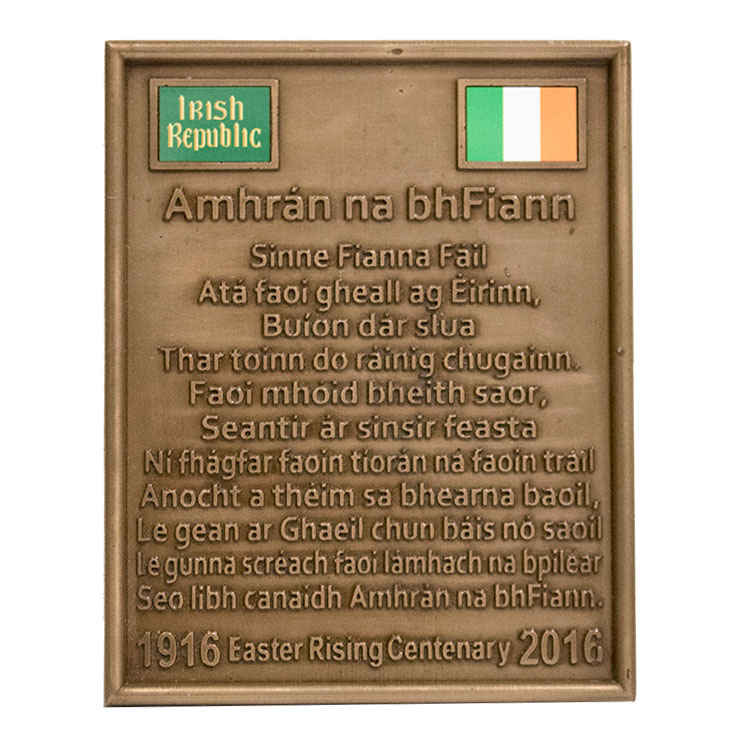 Irish
Republic
Amhrán na bhFiann
Sinne Fianna Fáil
Atá faoi gheall ag Éirinn,
Buíon dár slua
Thar toinn do ráinig chugainn.
Faoi mhóid bheith saor,
Seantír ár sinsir feasta
Ní fhágfar faoin tíorán ná faoin tráil
Anocht a théim sa bhearna baoil,
Le gean ar Ghaeil chun báis nó saoil
Le gunna scréach faoi lámhach na bpiléar
Seo libh canaidh Amhrán na bhFiann.
1916 Easter Rising Centenary 2016